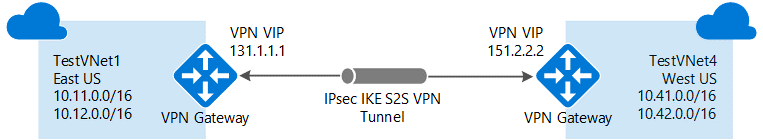 TestVNet1
East US
10.11.0.0/16
10.12.0.0/16
VPN VIP
131.1.1.1
VPN Gateway
IPsec IKE S2S VPN
Tunnel
VPN VIP
151.2.2.2
VPN Gateway
TestVNet4
West US
10.41.0.0/16
10.42.0.0/16